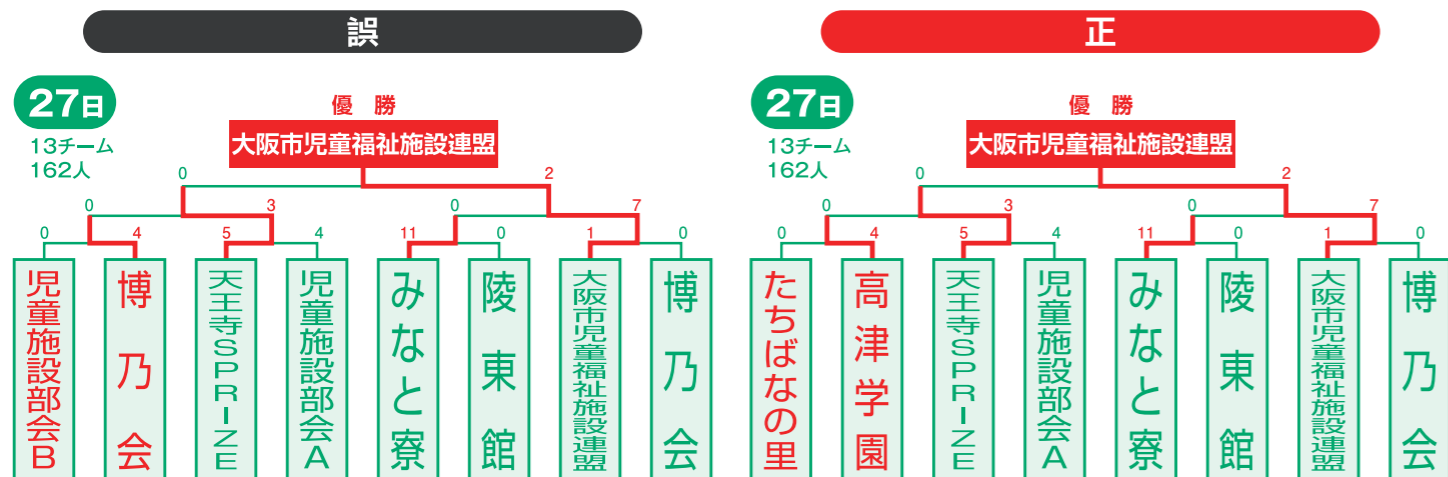 誤
27日
13チーム
162人
優勝
大阪市児童福祉施設連盟
0 2
0 3 0 7
0 4 5 4 11 0 1 0
児童施設部会B
博乃会
天王寺SPRIZE
児童施設部会A
みなと寮
陵東館
大阪市児童福祉施設連盟
博乃会
正
27日
13チーム
162人
優勝
大阪市児童福祉施設連盟
0 2
0 3 0 7
0 4 5 4 11 0 1 0
たちばなの里
高津学園
天王寺SPRIZE
児童施設部会A
みなと寮
陵東館
大阪市児童福祉施設連盟
博乃会